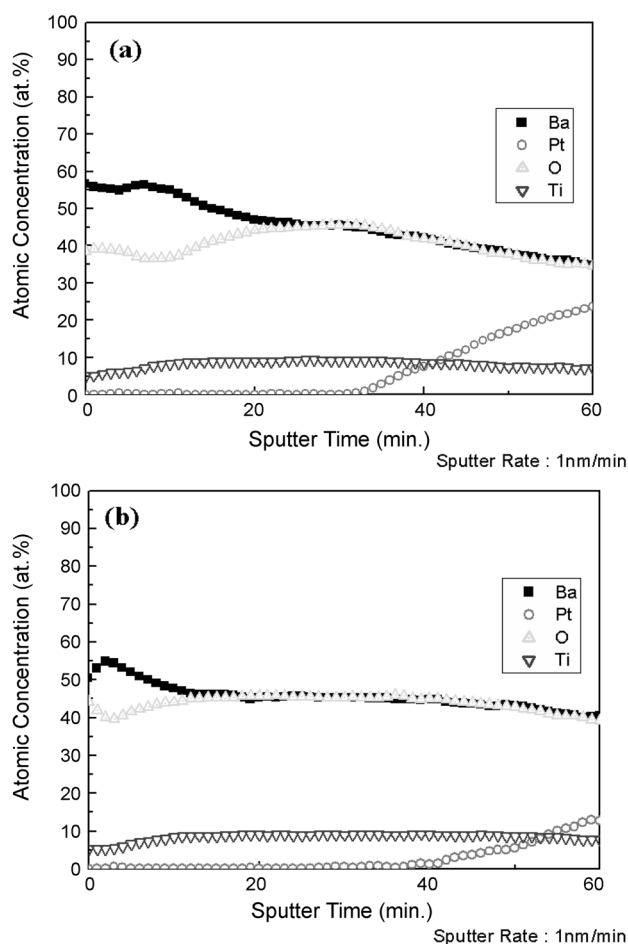 (a)
Atomic Concentration (at.%)
100
90
80
70
60
50
40
30
20
10
0
Ba
Pt
O
Ti
0 20 40 60
Sputter Time (min.)
Sputter Rate : 1nm/min
(b)
Atomic Concentration (at.%)
100
90
80
70
60
50
40
30
20
10
0
Ba
Pt
O
Ti
0 20 40 60
Sputter Time (min.)
Sputter Rate : 1nm/min